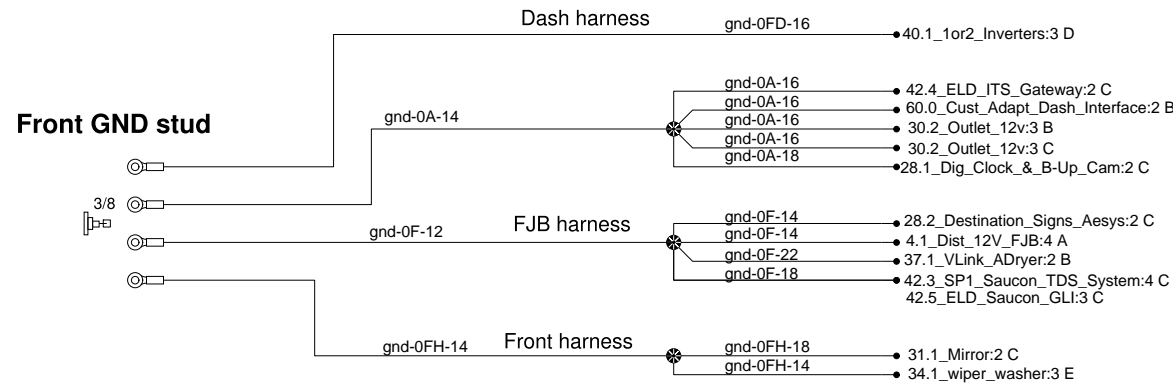 Dash harness
gnd-0FD-16
40.1_1or2_Inverters:3 D
gnd-0A-16
42.4_ELD_ITS_Gateway:2 C
gnd-0A-16
60.0_Cust_Adapt_Dash_Interface:2 B
Front GND stud
gnd-0A-14
gnd-0A-16
30.2_Outlet_12v:3 B
gnd-0A-16
30.2_Outlet_12v:3 C
gnd-0A-18
28.1_Dig_Clock_&_B-Up_Cam:2 C
3/8
FJB harness
gnd-0F-14
28.2_Destination_Signs_Aesys:2 C
gnd-0F-12
gnd-0F-14
4.1_Dist_12V_FJB:4 A
gnd-0F-22
37.1_VLink_ADryer:2 B
gnd-0F-18
42.3_SP1_Saucon_TDS_System:4 C
42.5_ELD_Saucon_GLI:3 C
Front harness
gnd-0FH-14
gnd-0FH-18
31.1_Mirror:2 C
gnd-0FH-14
34.1_wiper_washer:3 E